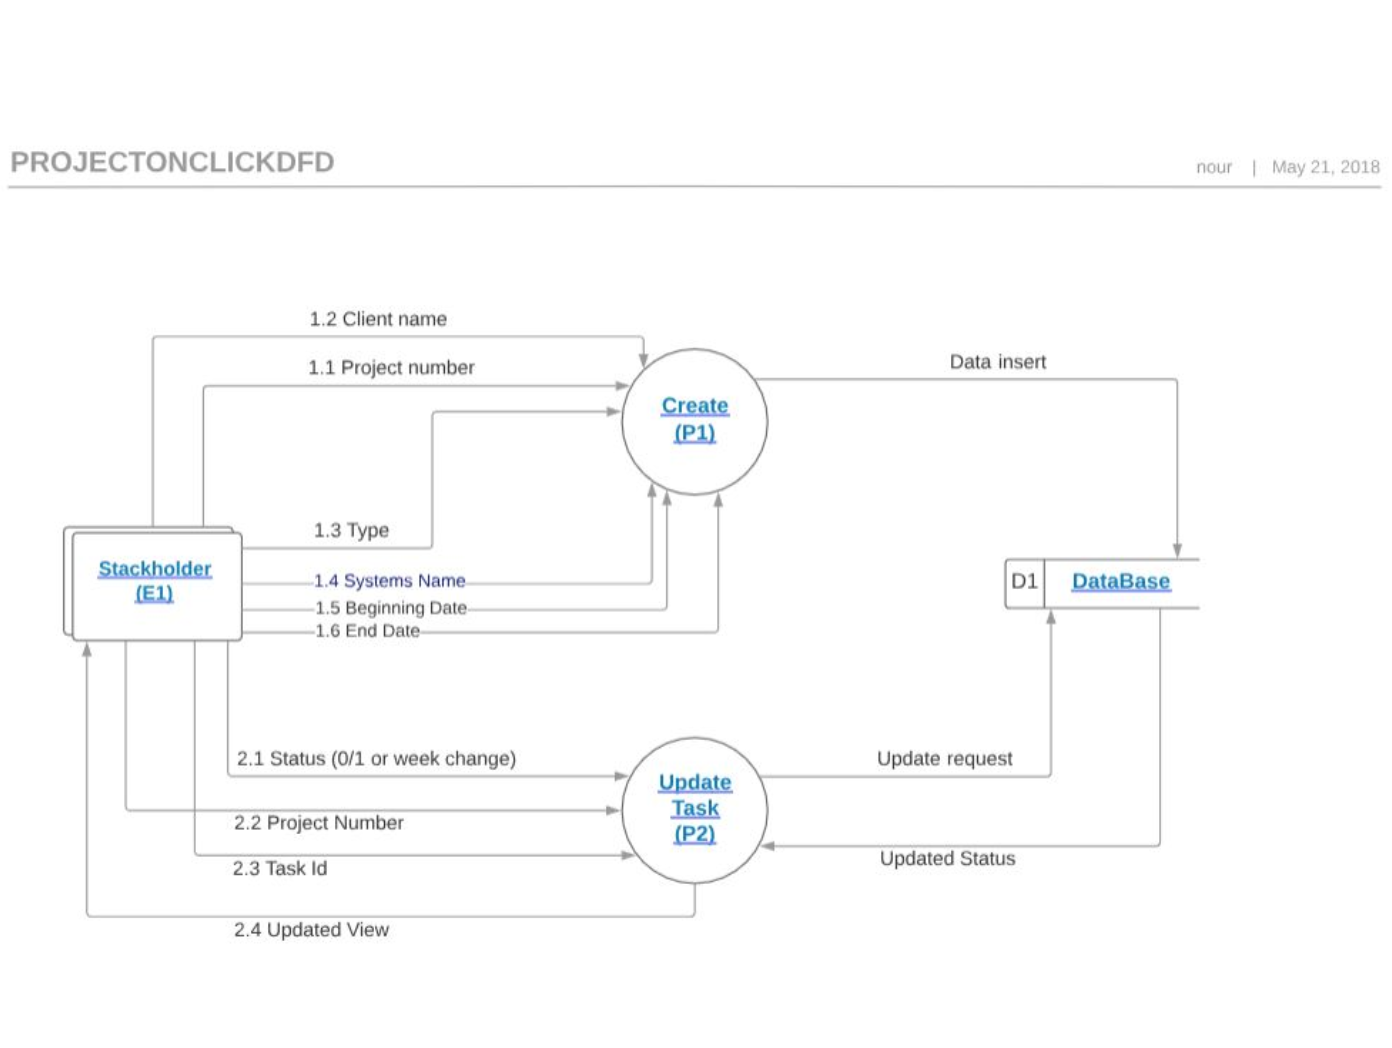 PROJECTONCLICKDFD
nour | May 21, 2018
1.2 Client name
1.1 Project number
Data insert
Create
(P1)
1.3 Type
Stackholder
(E1)
1.4 Systems Name
1.5 Beginning Date
1.6 End Date
D1
DataBase
2.1 Status (0/1 or week change)
Update request
Update
Task
(P2)
2.2 Project Number
2.3 Task Id
Updated Status
2.4 Updated View